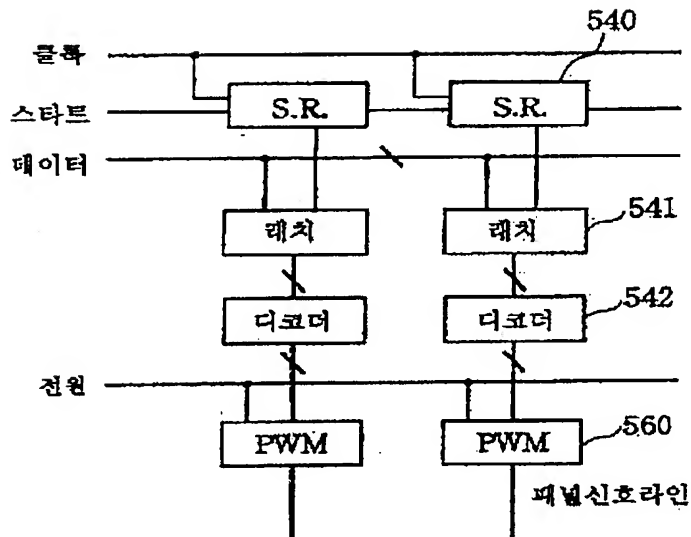 540
클록
S.R. S.R.
스타트
데이터
래치 래치 541
디코더 디코더 542
전원
PWM PWM 560
패널신호라인